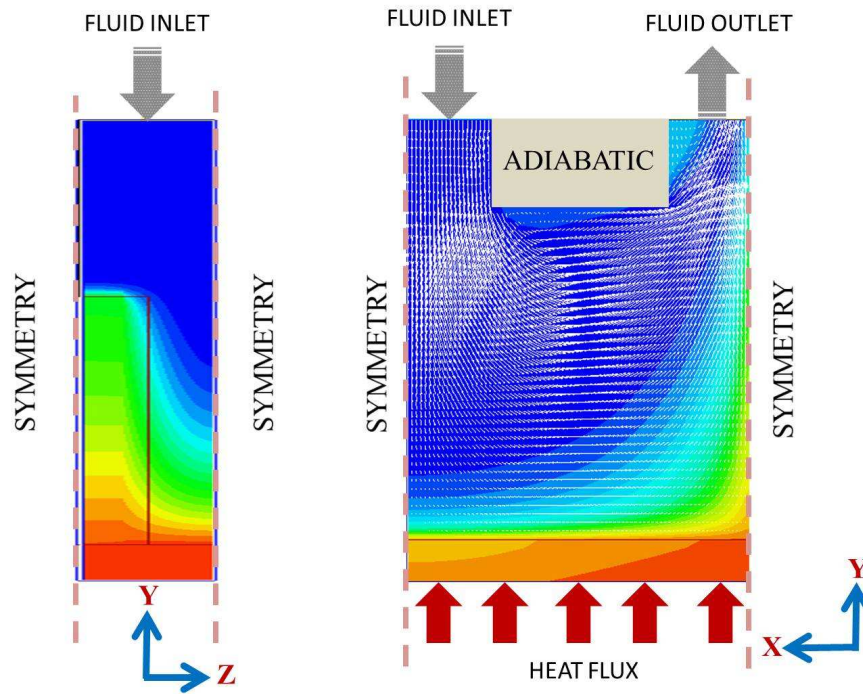 FLUID INLET
FLUID INLET
FLUID OUTLET
ADIABATIC
SYMMETRY
SYMMETRY
SYMMETRY
SYMMETRY
Y
Z
Y
X
HEAT FLUX